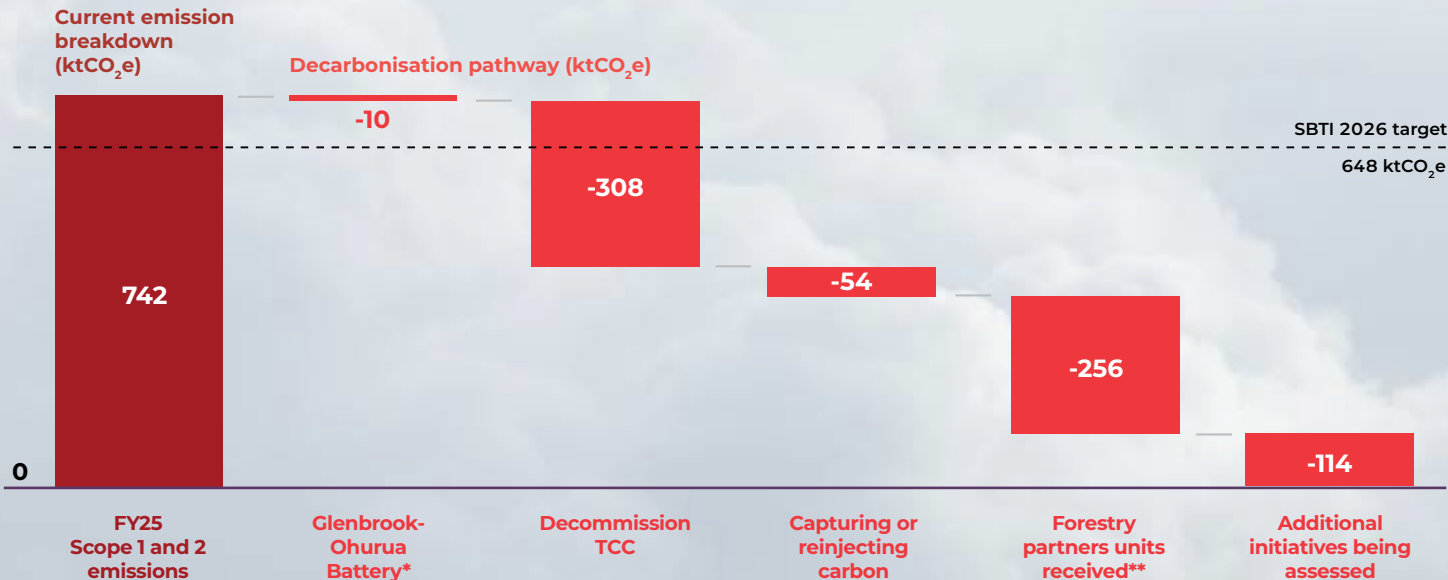 Current emission
breakdown
(ktCO₂e)
Decarbonisation pathway (ktCO₂e)
-10
SBTI 2026 target
648 ktCO₂e
-308
742
-54
-256
-114
0
FY25
Scope 1 and 2
emissions
Glenbrook-
Ohurua
Battery*
Decommission
TCC
Capturing or
reinjecting
carbon
Forestry
partners units
received**
Additional
initiatives being
assessed